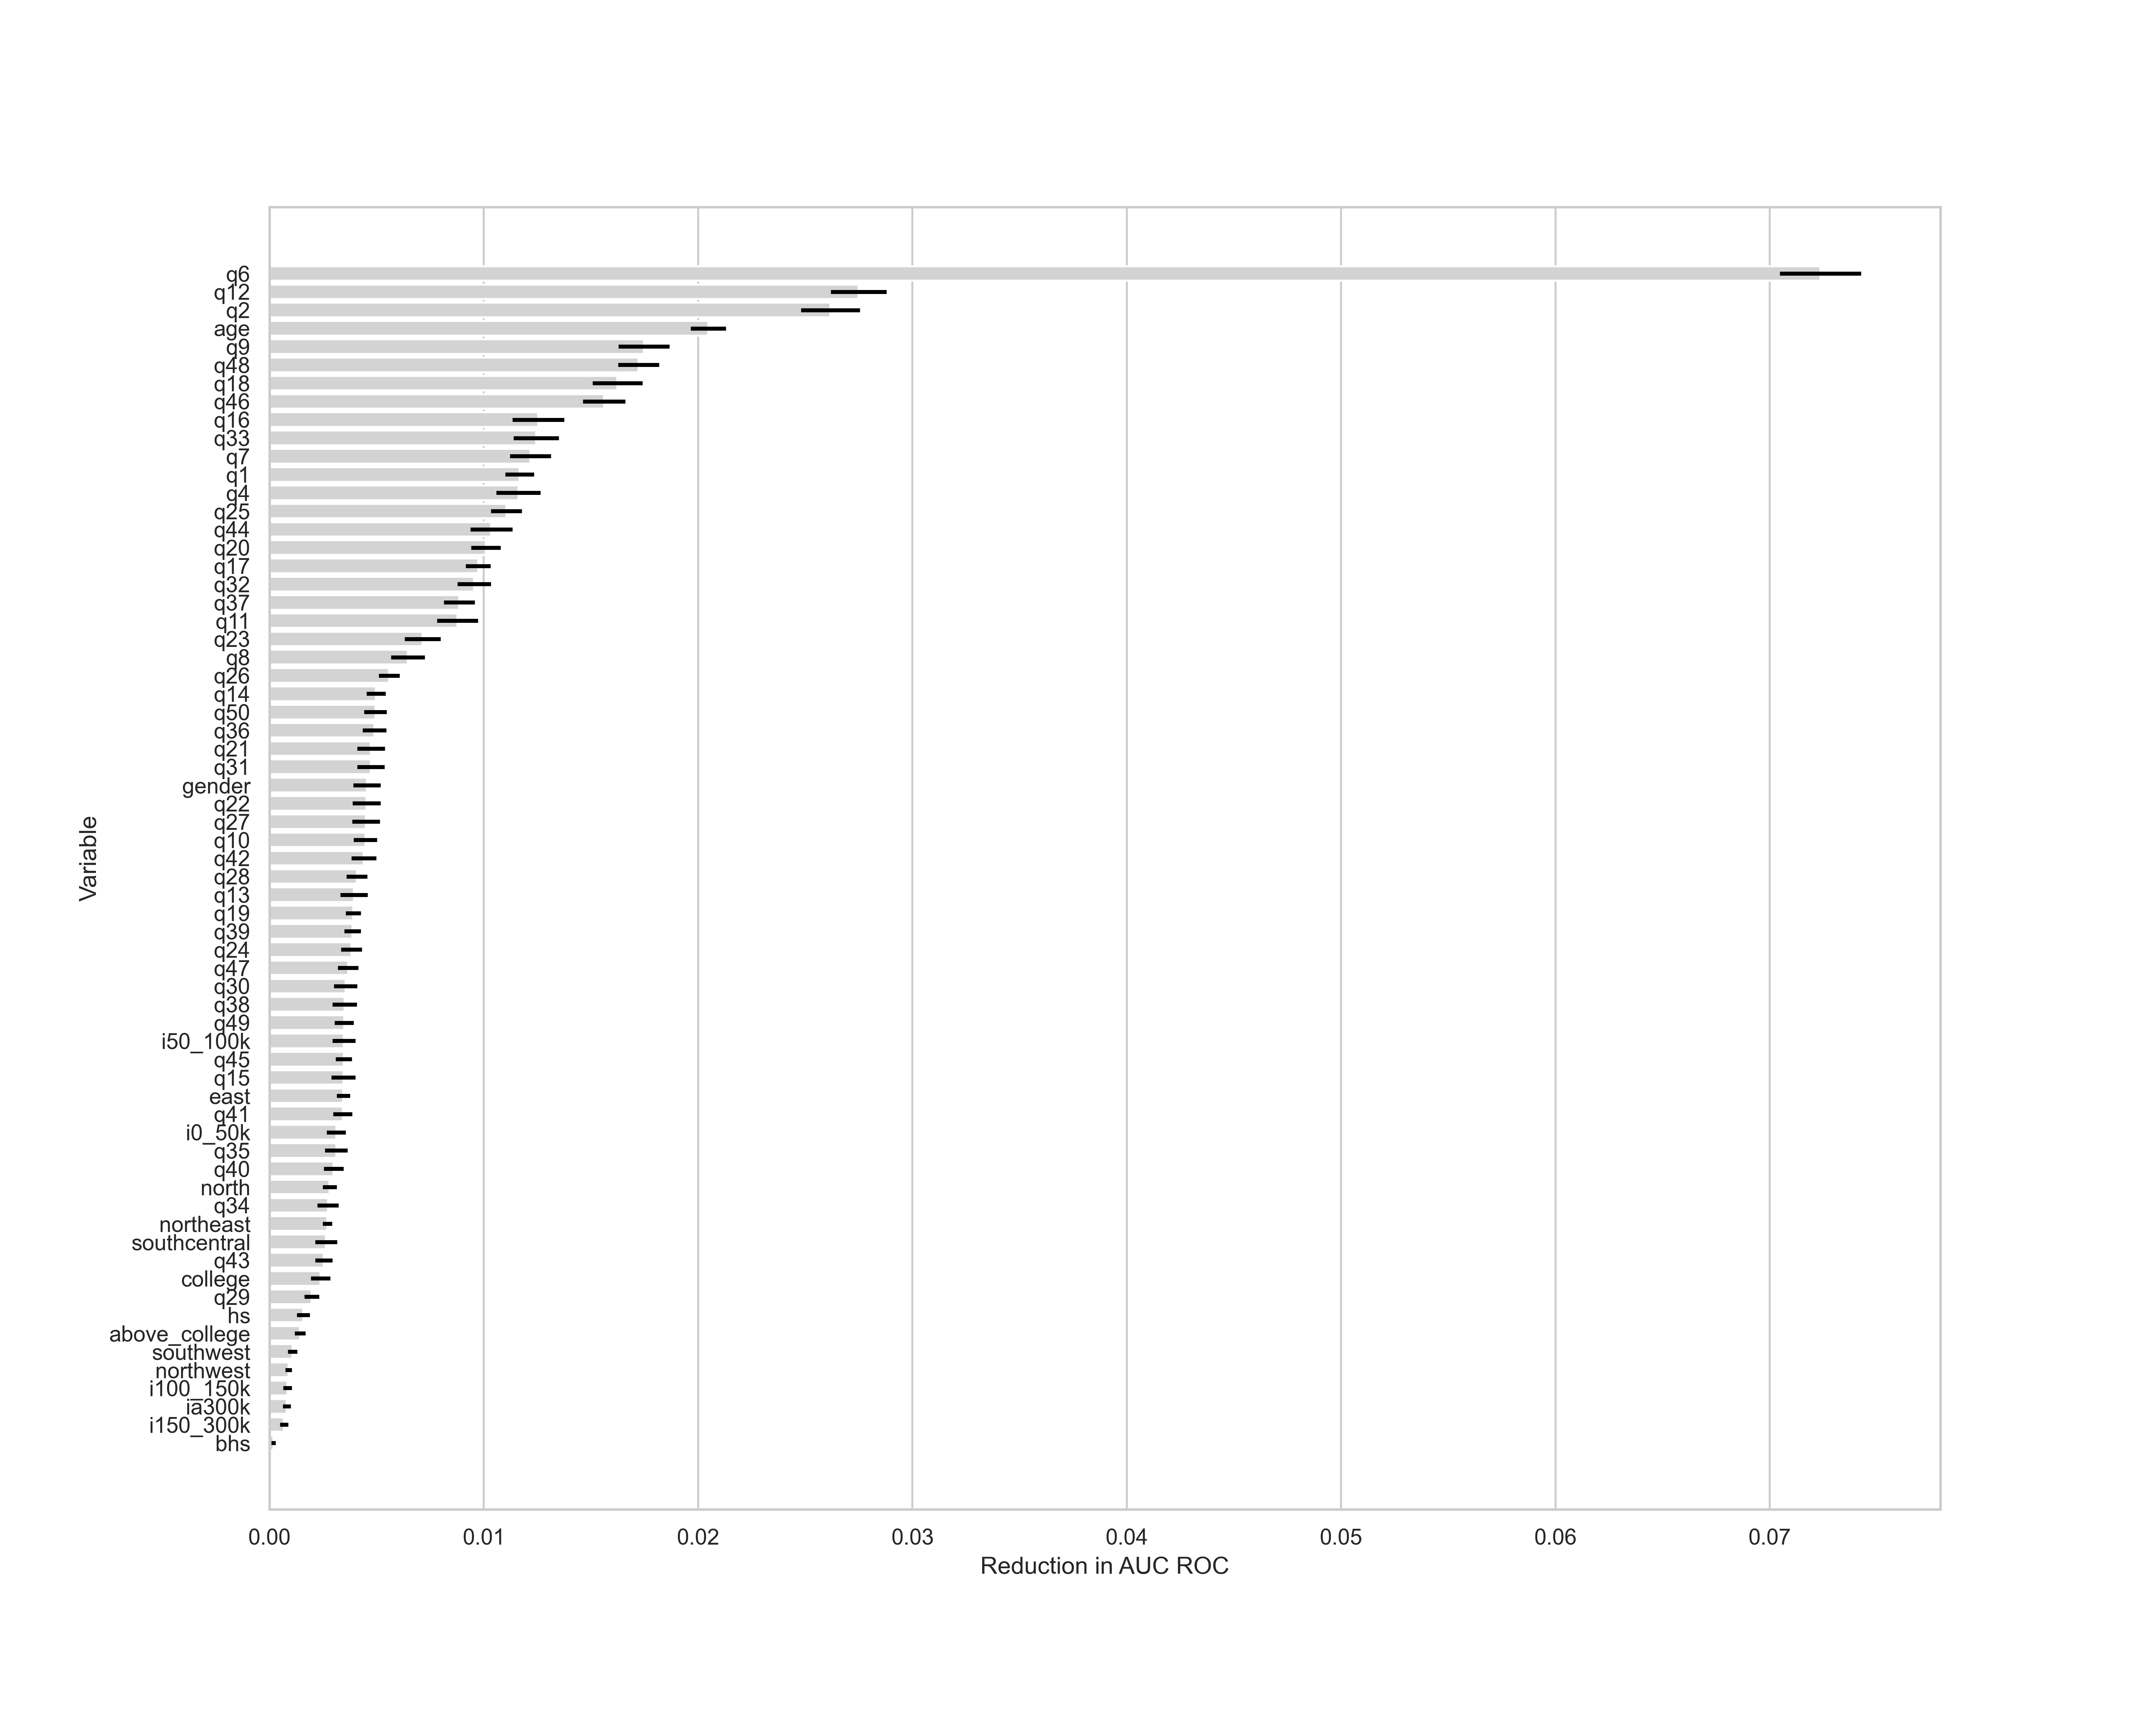 q6
q12
q2
age
q9
q48
q18
q46
q16
q33
q7
q1
q4
q25
q44
q20
q17
q32
q37
q11
q23
q8
q26
q14
q50
q36
q21
q31
gender
q22
q27
q10
q42
q28
q13
q19
q39
q24
q47
q30
q38
q49
i50_100k
q45
q15
east
q41
i0_50k
q35
q40
north
q34
northeast
southcentral
q43
college
q29
hs
above_college
southwest
northwest
i100_150k
ia300k
i150_300k
bhs
Variable
0.00 0.01 0.02 0.03 0.04 0.05 0.06 0.07
Reduction in AUC ROC